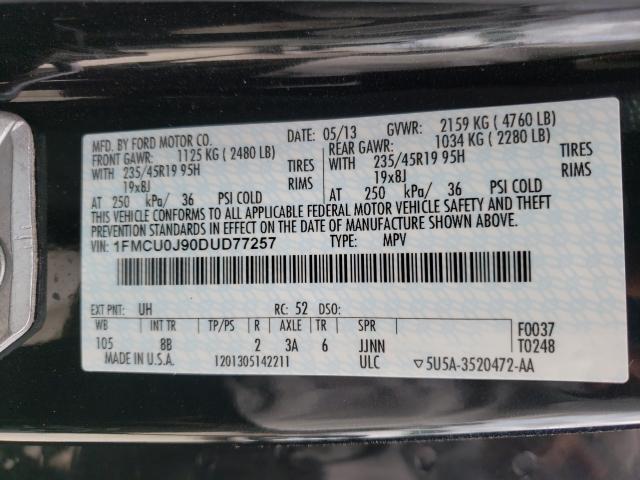 MFD. BY FORD MOTOR CO. DATE: 05/13 GVWR: 2159 KG ( 4760 LB)
FRONT GAWR: 1125 KG ( 2480 LB) REAR GAWR: 1034 KG ( 2280 LB)
WITH 235/45R19 95H TIRES WITH 235/45R19 95H TIRES
19x8J RIMS 19x8J RIMS
AT 250 kPa/ 36 PSI COLD AT 250 kPa/ 36 PSI COLD
THIS VEHICLE CONFORMS TO ALL APPLICABLE FEDERAL MOTOR VEHICLE SAFETY AND THEFT
PREVENTION STANDARDS IN EFFECT ON THE DATE OF MANUFACTURE SHOWN ABOVE.
VIN: 1FMCU0J90DUD77257 TYPE: MPV
EXT PNT: UH RC: 52 DSO:
WB INT TR TP/PS R AXLE TR SPR F0037
105 8B 2 3A 6 JJNN T0248
MADE IN U.S.A. 1201305142211 ULC ▽5U5A-3520472-AA